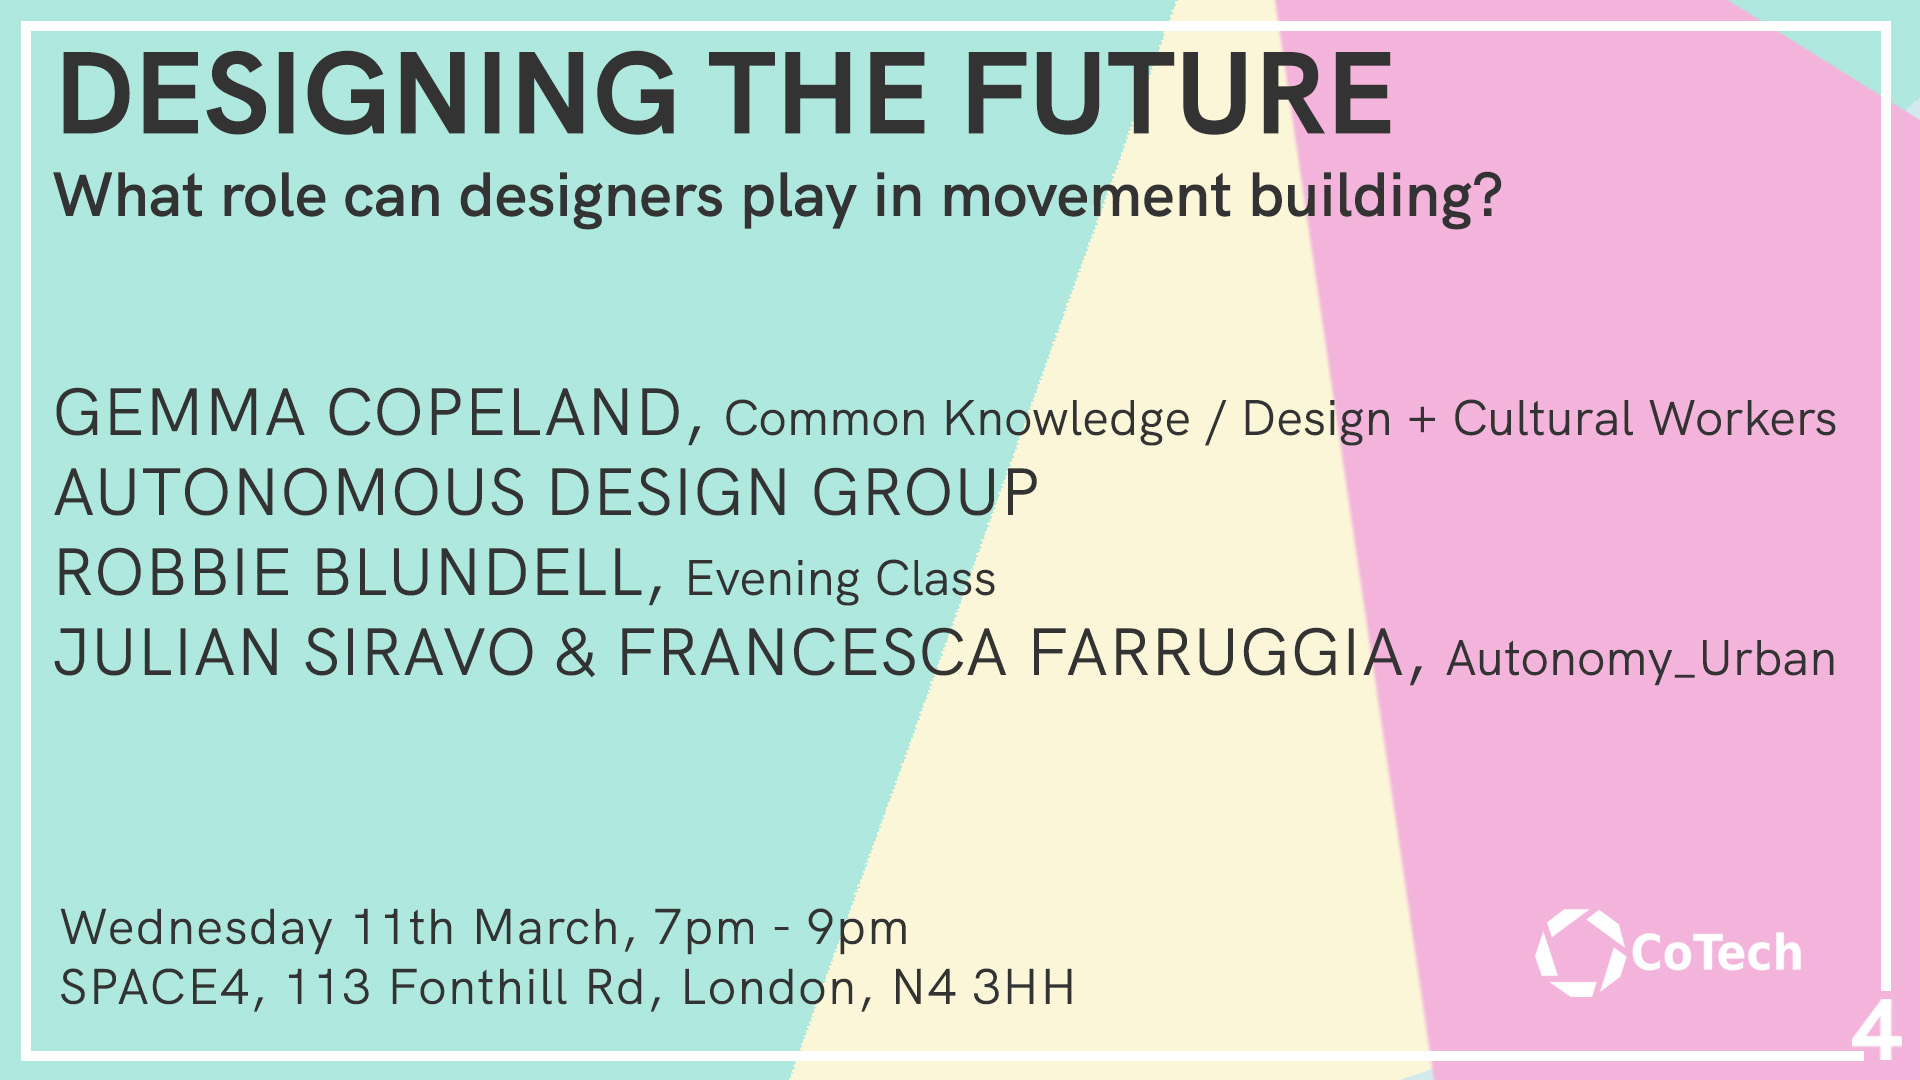 DESIGNING THE FUTURE
What role can designers play in movement building?
GEMMA COPELAND, Common Knowledge / Design + Cultural Workers
AUTONOMOUS DESIGN GROUP
ROBBIE BLUNDELL, Evening Class
JULIAN SIRAVO & FRANCESCA FARRUGGIA, Autonomy_Urban
Wednesday 11th March, 7pm - 9pm
SPACE4, 113 Fonthill Rd, London, N4 3HH
CoTech
4